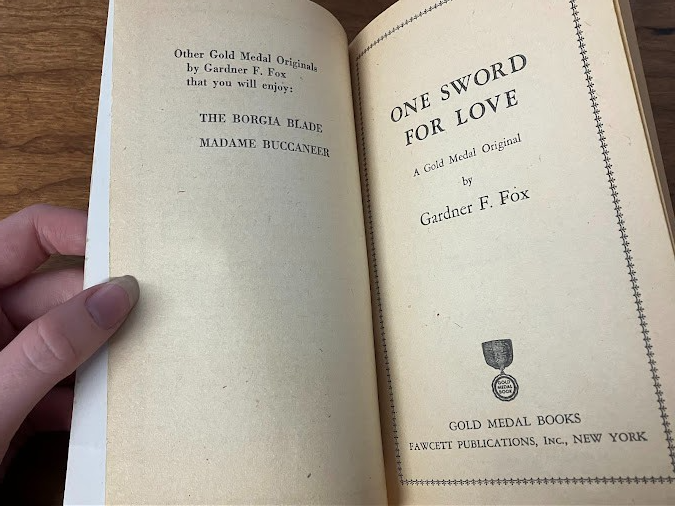 Other Gold Medal Originals
by Gardner F. Fox
that you will enjoy:
THE BORGIA BLADE
MADAME BUCCANEER
ONE SWORD
FOR LOVE
A Gold Medal Original
by
Gardner F. Fox
GOLD
MEDAL
BOOK
GOLD MEDAL BOOKS
FAWCETT PUBLICATIONS, INC., NEW YORK